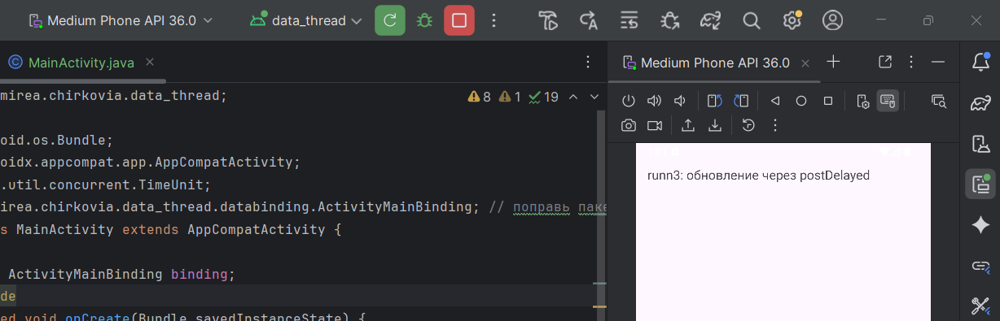 Medium Phone API 36.0
data_thread
MainActivity.java
Medium Phone API 36.0
mirea.chirkovia.data_thread;
8 1 19
oid.os.Bundle;
oidx.appcompat.app.AppCompatActivity;
.util.concurrent.TimeUnit;
irea.chirkovia.data_thread.databinding.ActivityMainBinding; // поправь паке
s MainActivity extends AppCompatActivity {
ActivityMainBinding binding;
de
ed void onCreate(Bundle savedInstanceState) {
runn3: обновление через postDelayed